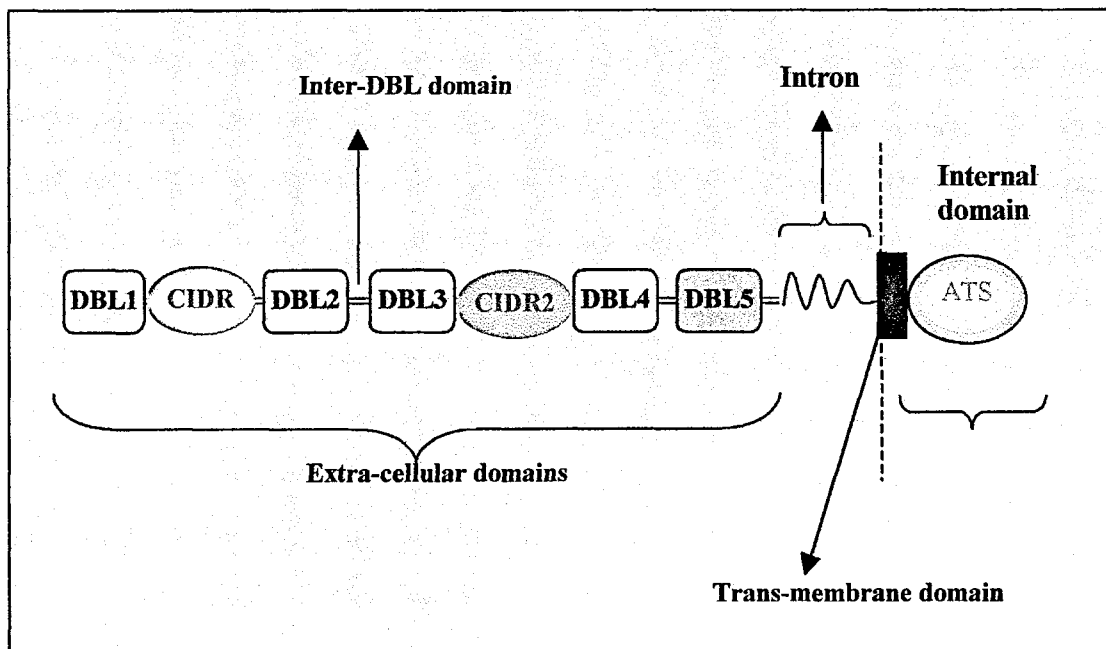 Inter-DBL domain
Intron
Internal
domain
DBL1 CIDR DBL2 DBL3 CIDR2 DBL4 DBL5 ATS
Extra-cellular domains
Trans-membrane domain